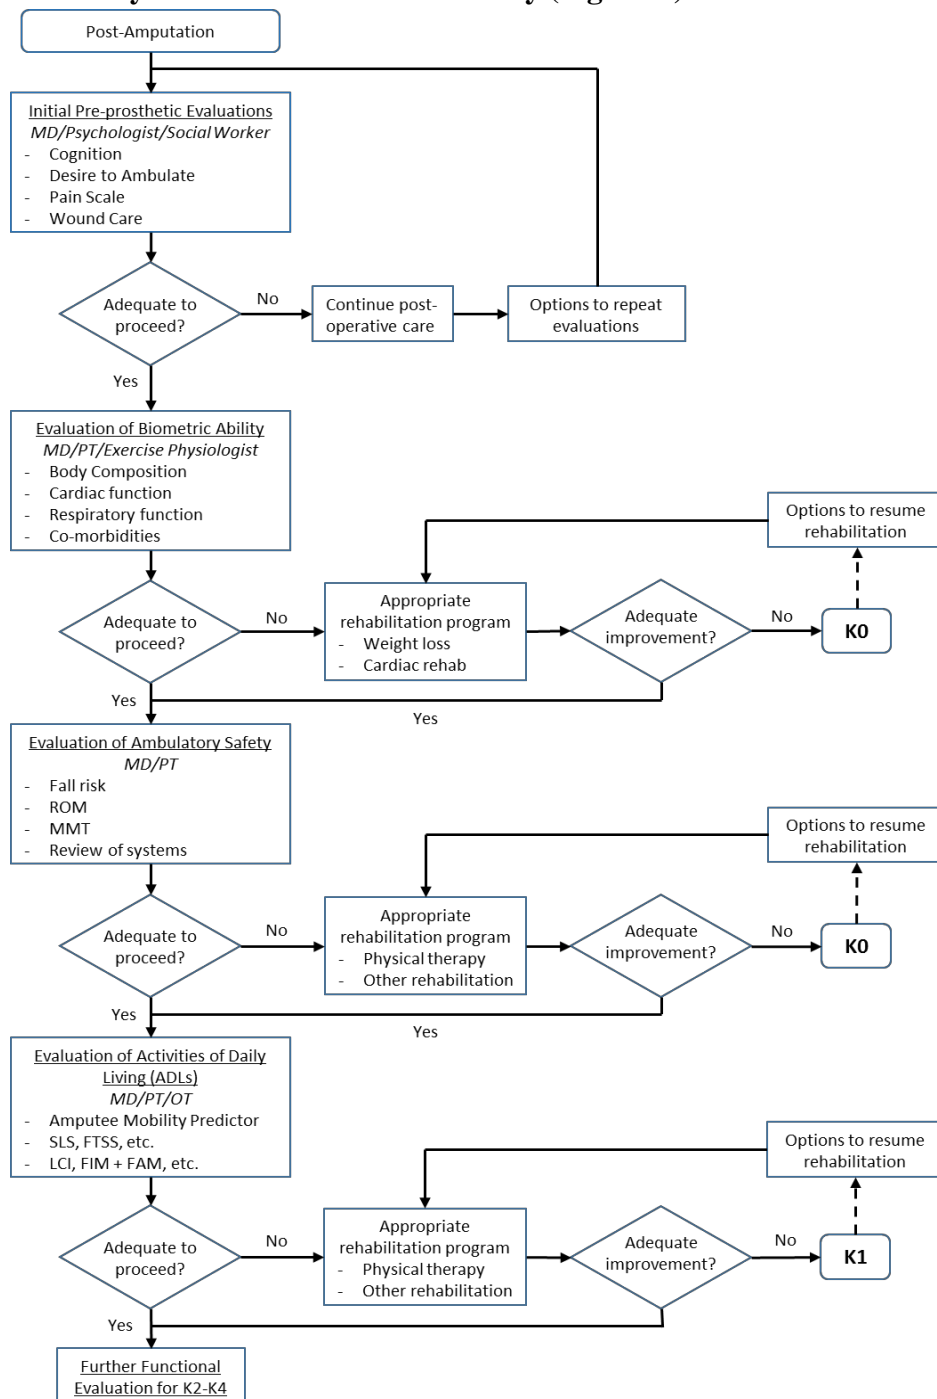 Post-Amputation
Initial Pre-prosthetic Evaluations
MD/Psychologist/Social Worker
- Cognition
- Desire to Ambulate
- Pain Scale
- Wound Care
Adequate to
proceed?
No
Continue post-
operative care
Options to repeat
evaluations
Yes
Evaluation of Biometric Ability
MD/PT/Exercise Physiologist
- Body Composition
- Cardiac function
- Respiratory function
- Co-morbidities
Options to resume
rehabilitation
Adequate to
proceed?
No
Appropriate
rehabilitation program
- Weight loss
- Cardiac rehab
Adequate
improvement?
No
K0
Yes
Yes
Evaluation of Ambulatory Safety
MD/PT
- Fall risk
- ROM
- MMT
- Review of systems
Options to resume
rehabilitation
Adequate to
proceed?
No
Appropriate
rehabilitation program
- Physical therapy
- Other rehabilitation
Adequate
improvement?
No
K0
Yes
Yes
Evaluation of Activities of Daily
Living (ADLs)
MD/PT/OT
- Amputee Mobility Predictor
- SLS, FTSS, etc.
- LCI, FIM + FAM, etc.
Options to resume
rehabilitation
Adequate to
proceed?
No
Appropriate
rehabilitation program
- Physical therapy
- Other rehabilitation
Adequate
improvement?
No
K1
Yes
Further Functional
Evaluation for K2-K4